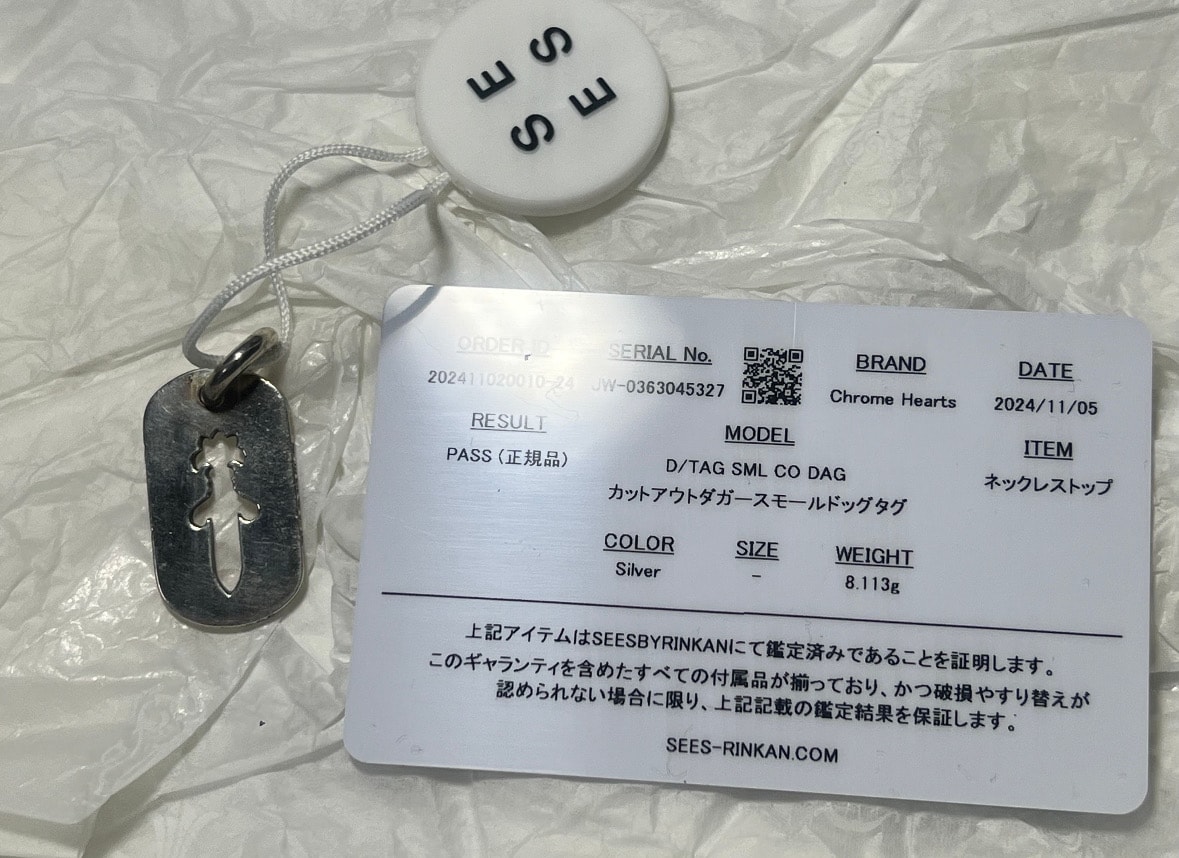 SEES
ORDER ID
202411020010-24
SERIAL No.
JW-0363045327
BRAND
Chrome Hearts
DATE
2024/11/05
RESULT
PASS (正規品)
MODEL
D/TAG SML CO DAG
カットアウトダガースモールドッグタグ
ITEM
ネックレストップ
COLOR
Silver
SIZE
-
WEIGHT
8.113g
上記アイテムはSEESBYRINKANにて鑑定済みであることを証明します。
このギャランティを含めたすべての付属品が揃っており、かつ破損やすり替えが
認められない場合に限り、上記記載の鑑定結果を保証します。
SEES-RINKAN.COM